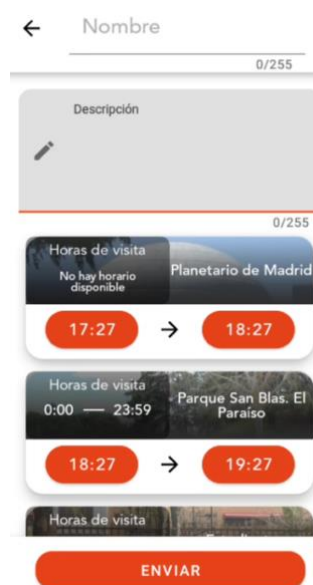 Nombre
0/255
Descripción
0/255
Horas de visita
No hay horario
disponible
Planetario de Madrid
17:27
18:27
Horas de visita
0:00 — 23:59
Parque San Blas. El
Paraíso
18:27
19:27
Horas de visita
ENVIAR